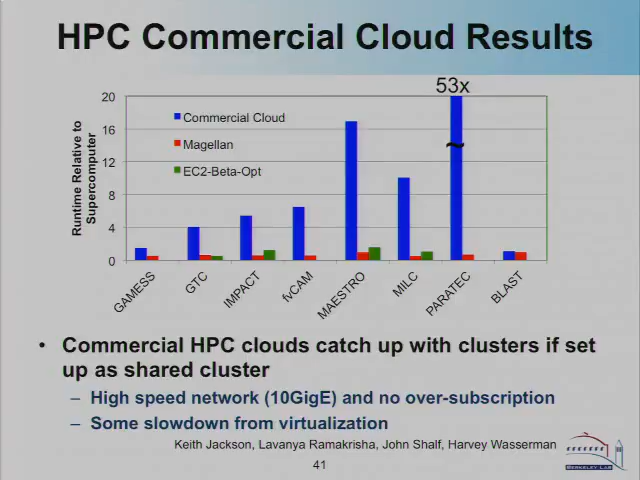 HPC Commercial Cloud Results
53x
20
16
12
8
4
0
Runtime Relative to
Supercomputer
Commercial Cloud
Magellan
EC2-Beta-Opt
GAMESS
GTC
IMPACT
fvCAM
MAESTRO
MILC
PARATEC
BLAST
• Commercial HPC clouds catch up with clusters if set
up as shared cluster
– High speed network (10GigE) and no over-subscription
– Some slowdown from virtualization
Keith Jackson, Lavanya Ramakrisha, John Shalf, Harvey Wasserman
41
BERKELEY LAB